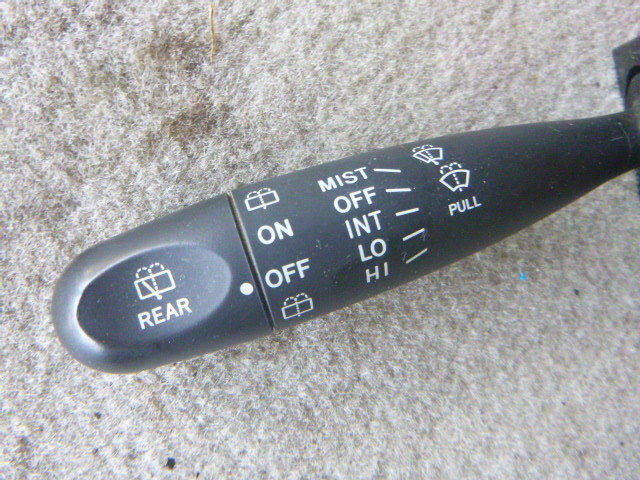 REAR
ON
OFF
MIST
OFF
INT
LO
HI
PULL